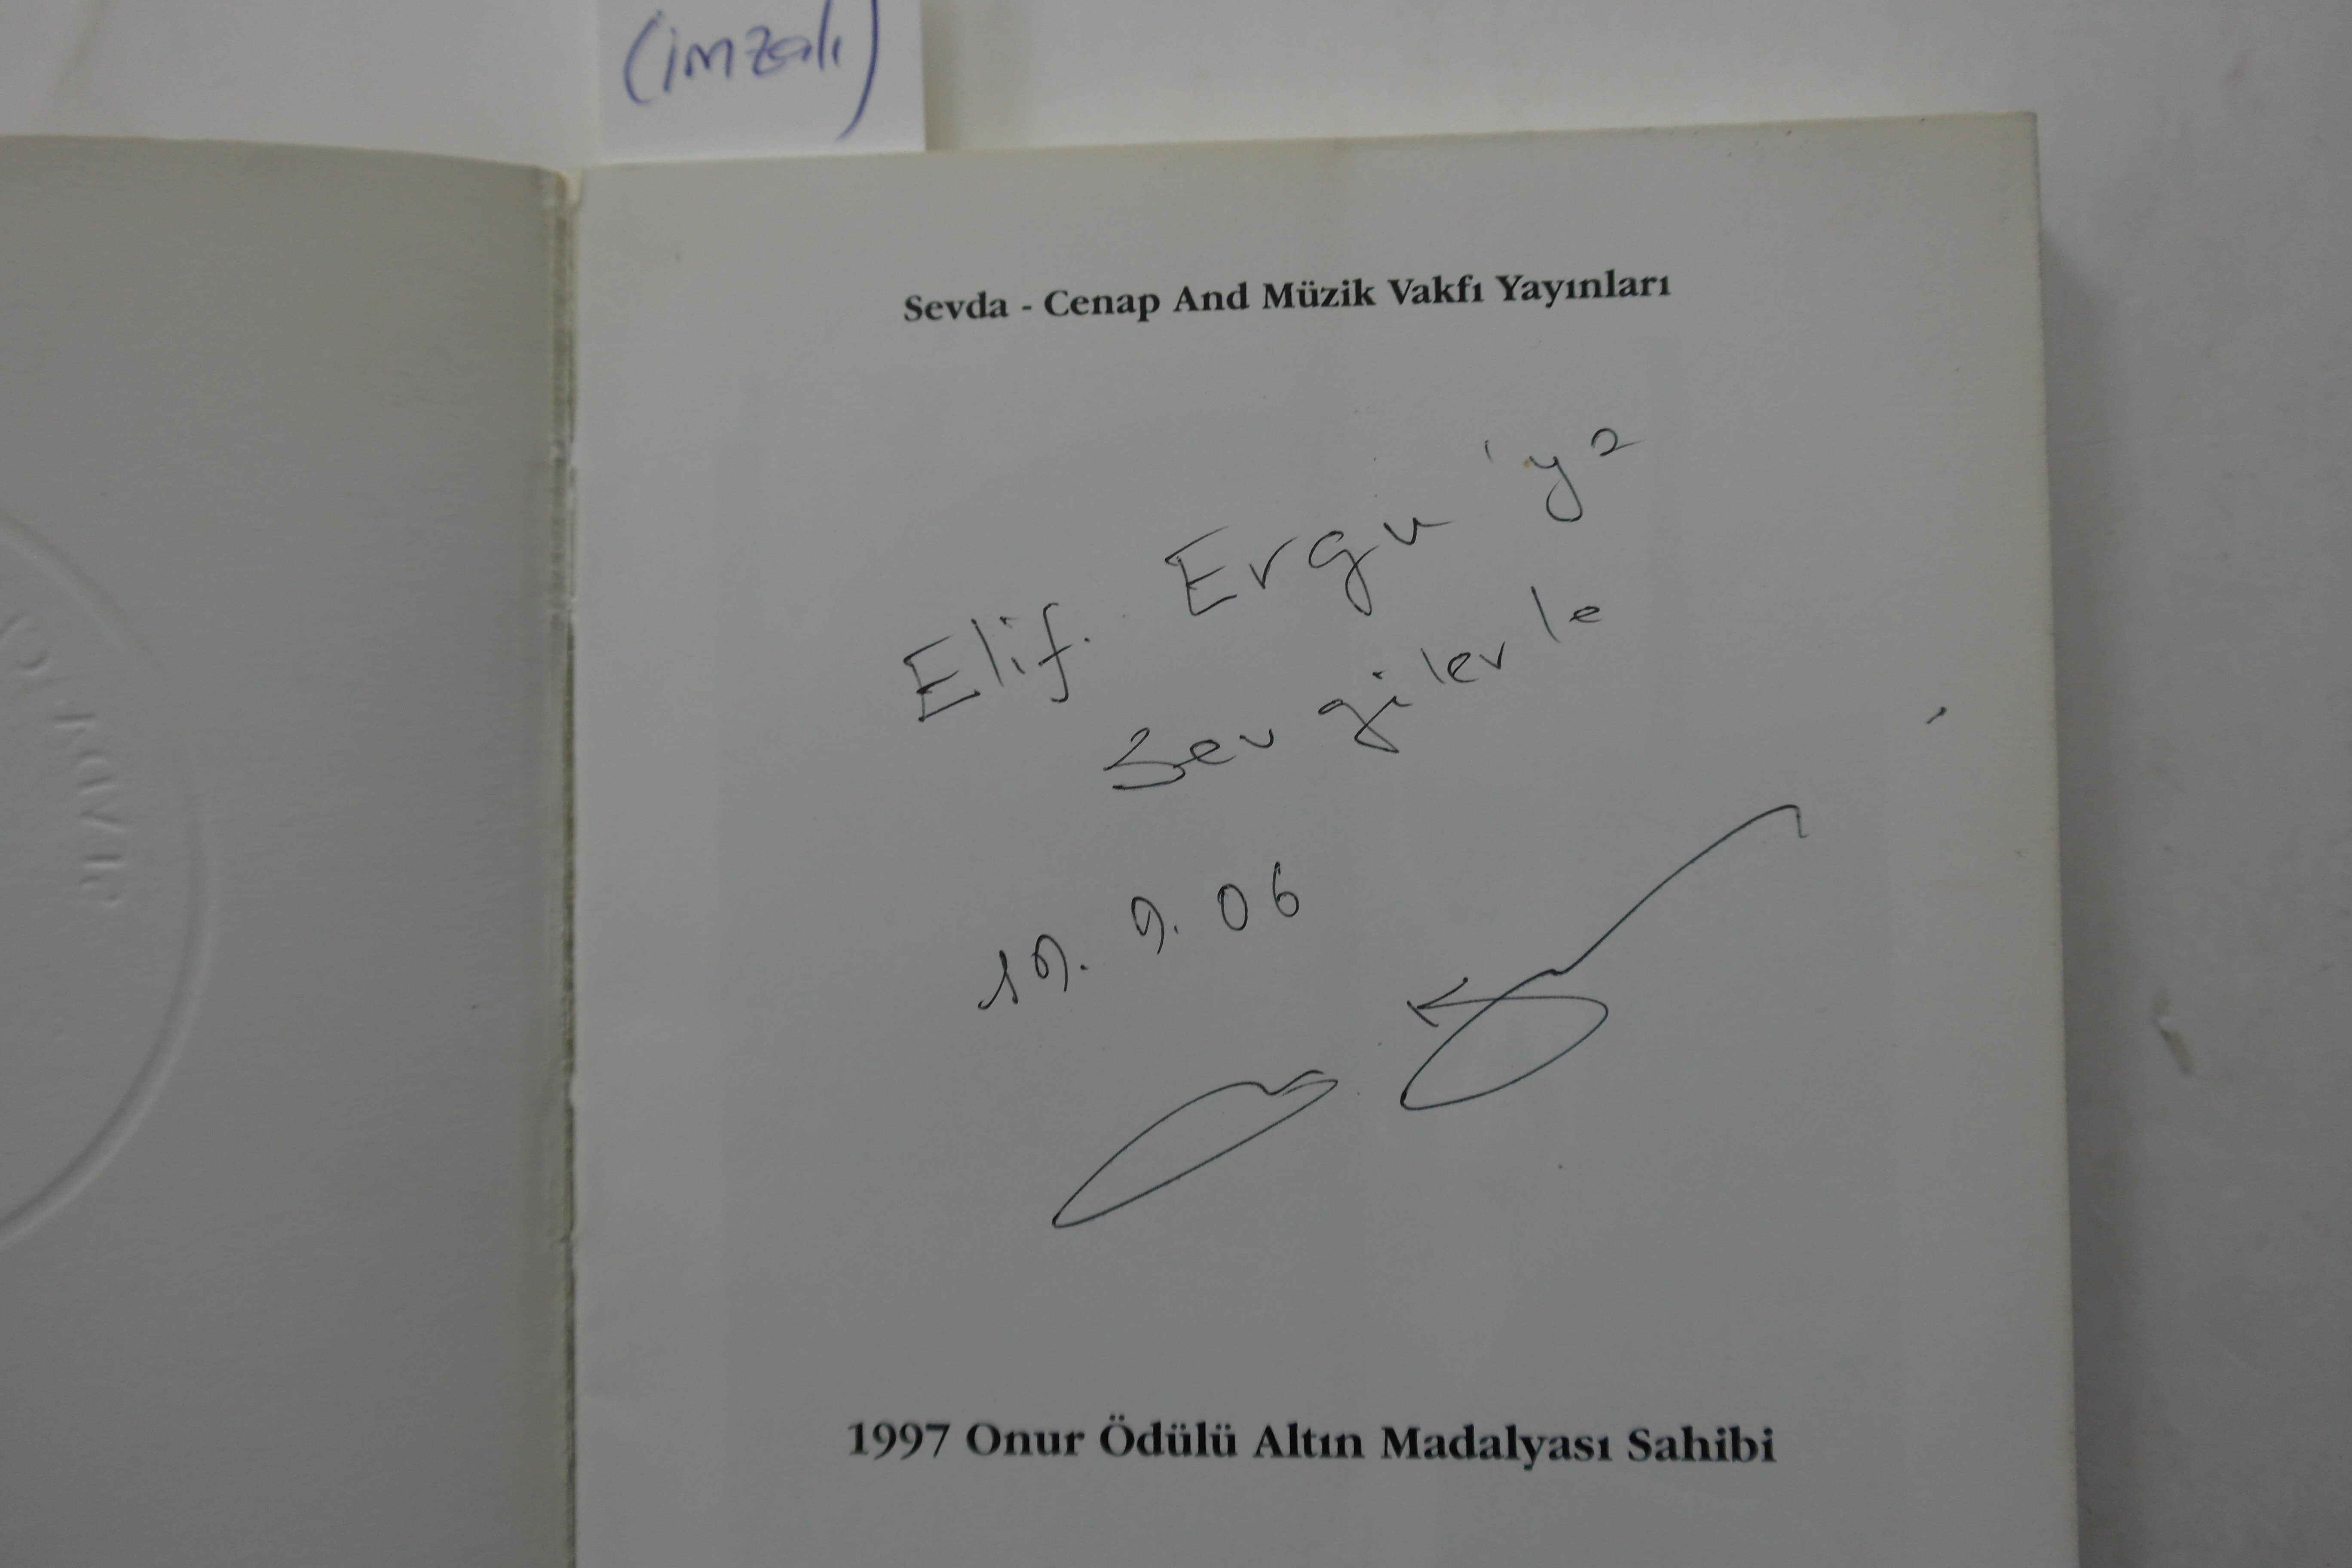 (imzalı)
Sevda - Cenap And Müzik Vakfı Yayınları
Elif Ergu'ya
Sevgilerle
19.9.06
1997 Onur Ödülü Altın Madalyası Sahibi